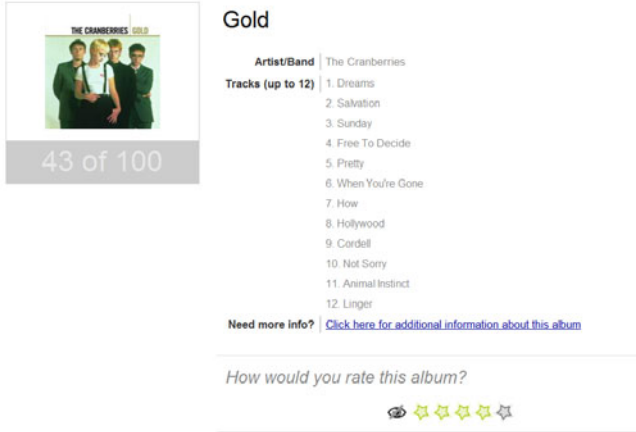 THE CRANBERRIES GOLD
43 of 100
Gold
Artist/Band The Cranberries
Tracks (up to 12) 1. Dreams
2. Salvation
3. Sunday
4. Free To Decide
5. Pretty
6. When You're Gone
7. How
8. Hollywood
9. Cordell
10. Not Sorry
11. Animal Instinct
12. Linger
Need more info? Click here for additional information about this album
How would you rate this album?